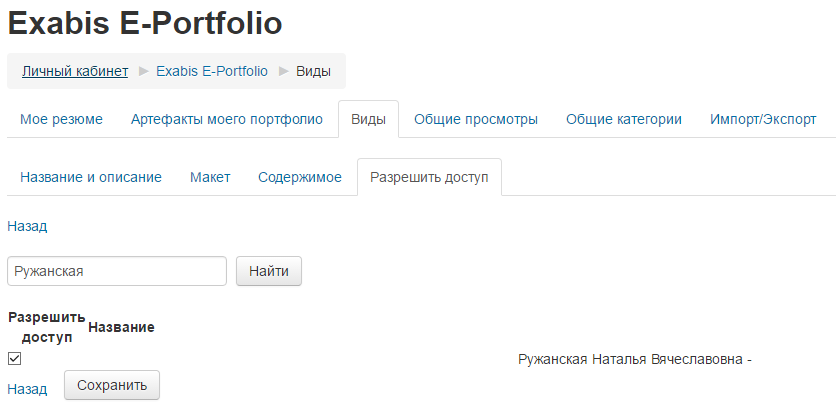 Exabis E-Portfolio
Личный кабинет ► Exabis E-Portfolio ► Виды
Мое резюме Артефакты моего портфолио Виды Общие просмотры Общие категории Импорт/Экспорт
Название и описание Макет Содержимое Разрешить доступ
Назад
Ружанская Найти
Разрешить
доступ Название
Ружанская Наталья Вячеславовна -
Назад Сохранить